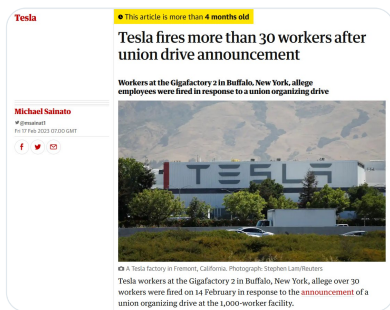 Tesla
This article is more than 4 months old
Tesla fires more than 30 workers after
union drive announcement
Workers at the Gigafactory 2 in Buffalo, New York, allege
employees were fired in response to a union organizing drive
Michael Sainato
@msainat1
Fri 17 Feb 2023 07.00 GMT
TESLA
A Tesla factory in Fremont, California. Photograph: Stephen Lam/Reuters
Tesla workers at the Gigafactory 2 in Buffalo, New York, allege over 30
workers were fired on 14 February in response to the announcement of a
union organizing drive at the 1,000-worker facility.